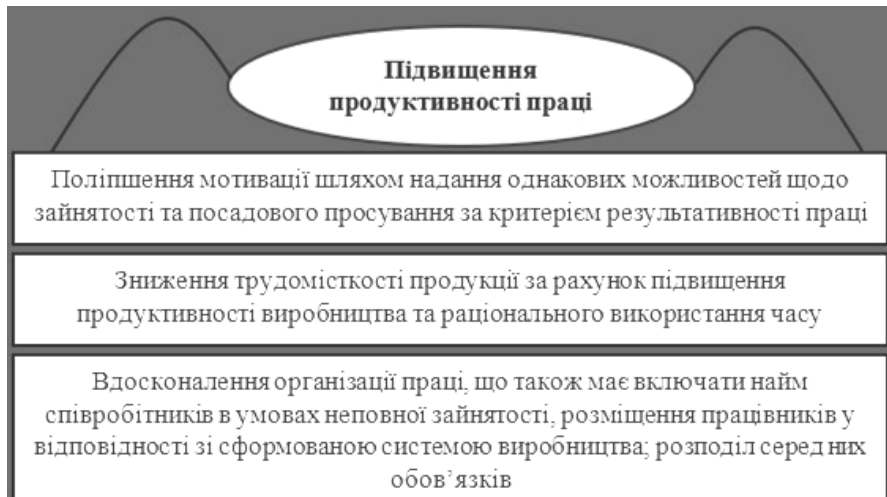 Підвищення
продуктивності праці
Поліпшення мотивації шляхом надання однакових можливостей щодо
зайнятості та посадового просування за критерієм результативності праці
Зниження трудомісткості продукції за рахунок підвищення
продуктивності виробництва та раціонального використання часу
Вдосконалення організації праці, що також має включати найм
співробітників в умовах неповної зайнятості, розміщення працівників у
відповідності зі сформованою системою виробництва; розподіл серед них
обов’язків